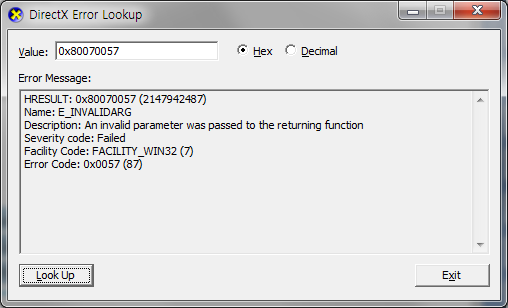 DirectX Error Lookup
Value: 0x80070057 Hex Decimal
Error Message:
HRESULT: 0x80070057 (2147942487)
Name: E_INVALIDARG
Description: An invalid parameter was passed to the returning function
Severity code: Failed
Facility Code: FACILITY_WIN32 (7)
Error Code: 0x0057 (87)
Look Up Exit